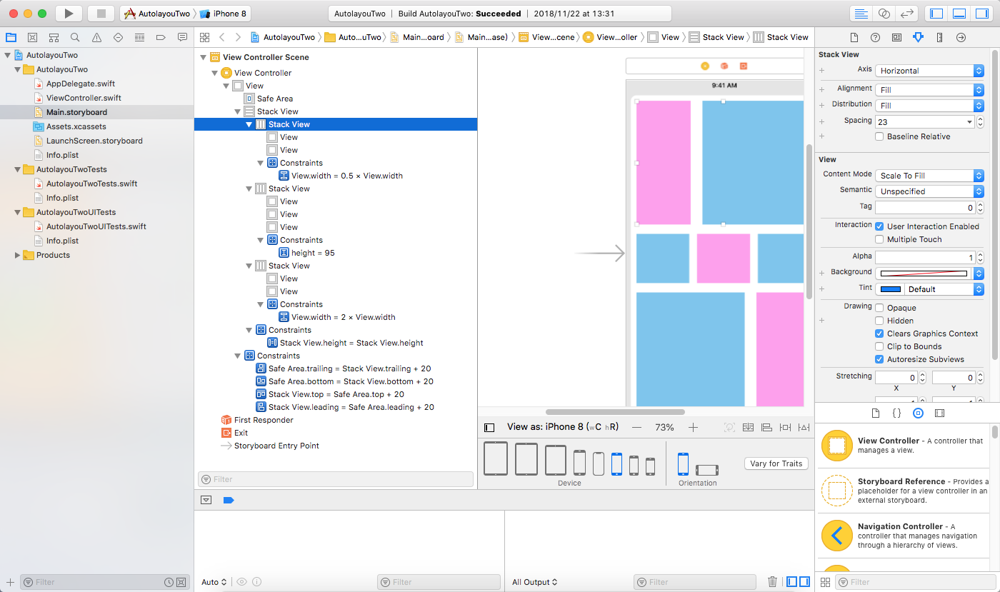 AutolayouTwo
iPhone 8
AutolayouTwo | Build AutolayouTwo: Succeeded | 2018/11/22 at 13:31
AutolayouTwo
Auto...uTwo
Main....oard
Main....ase)
View...cene
View...oller
View
Stack View
Stack View
AutolayouTwo
AutolayouTwo
AppDelegate.swift
ViewController.swift
Main.storyboard
Assets.xcassets
LaunchScreen.storyboard
Info.plist
AutolayouTwoTests
AutolayouTwoTests.swift
Info.plist
AutolayouTwoUITests
AutolayouTwoUITests.swift
Info.plist
Products
Filter
View Controller Scene
View Controller
View
Safe Area
Stack View
Stack View
View
View
Constraints
View.width = 0.5 × View.width
Stack View
View
View
View
Constraints
height = 95
Stack View
View
View
Constraints
View.width = 2 × View.width
Constraints
Stack View.height = Stack View.height
Constraints
Safe Area.trailing = Stack View.trailing + 20
Safe Area.bottom = Stack View.bottom + 20
Stack View.top = Safe Area.top + 20
Stack View.leading = Safe Area.leading + 20
First Responder
Exit
Storyboard Entry Point
Filter
9:41 AM
View as: iPhone 8 (wC hR)
73%
Device
Orientation
Vary for Traits
Auto
Filter
All Output
Filter
Stack View
Axis Horizontal
Alignment Fill
Distribution Fill
Spacing 23
Baseline Relative
View
Content Mode Scale To Fill
Semantic Unspecified
Tag 0
Interaction User Interaction Enabled
Multiple Touch
Alpha 1
Background
Tint Default
Drawing Opaque
Hidden
Clears Graphics Context
Clip to Bounds
Autoresize Subviews
Stretching 0 0
X Y
View Controller - A controller that
manages a view.
Storyboard Reference - Provides a
placeholder for a view controller in an
external storyboard.
Navigation Controller - A
controller that manages navigation
through a hierarchy of views.
Filter